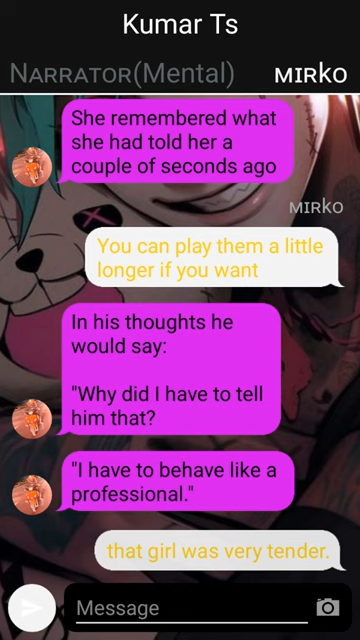 Kumar Ts
Narrator(Mental) мırko
She remembered what
she had told her a
couple of seconds ago
мırko
You can play them a little
longer if you want
In his thoughts he
would say:
"Why did I have to tell
him that?
"I have to behave like a
professional."
that girl was very tender.
Message